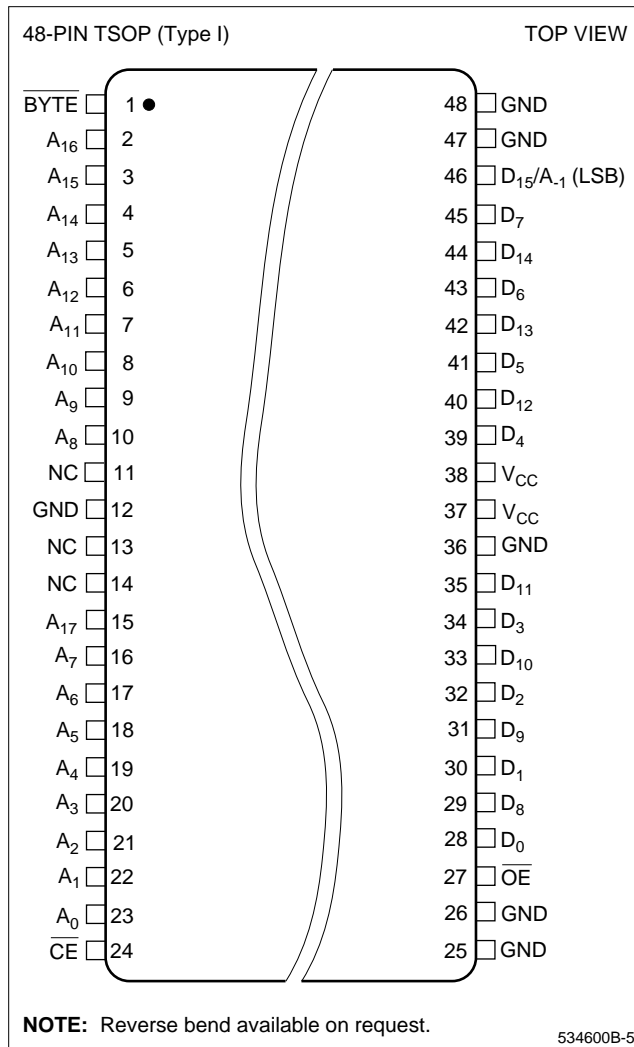 48-PIN TSOP (Type I) TOP VIEW
BYTE 1 48 GND
A16 2 47 GND
A15 3 46 D15/A-1 (LSB)
A14 4 45 D7
A13 5 44 D14
A12 6 43 D6
A11 7 42 D13
A10 8 41 D5
A9 9 40 D12
A8 10 39 D4
NC 11 38 VCC
GND 12 37 VCC
NC 13 36 GND
NC 14 35 D11
A17 15 34 D3
A7 16 33 D10
A6 17 32 D2
A5 18 31 D9
A4 19 30 D1
A3 20 29 D8
A2 21 28 D0
A1 22 27 OE
A0 23 26 GND
CE 24 25 GND
NOTE: Reverse bend available on request.
534600B-5